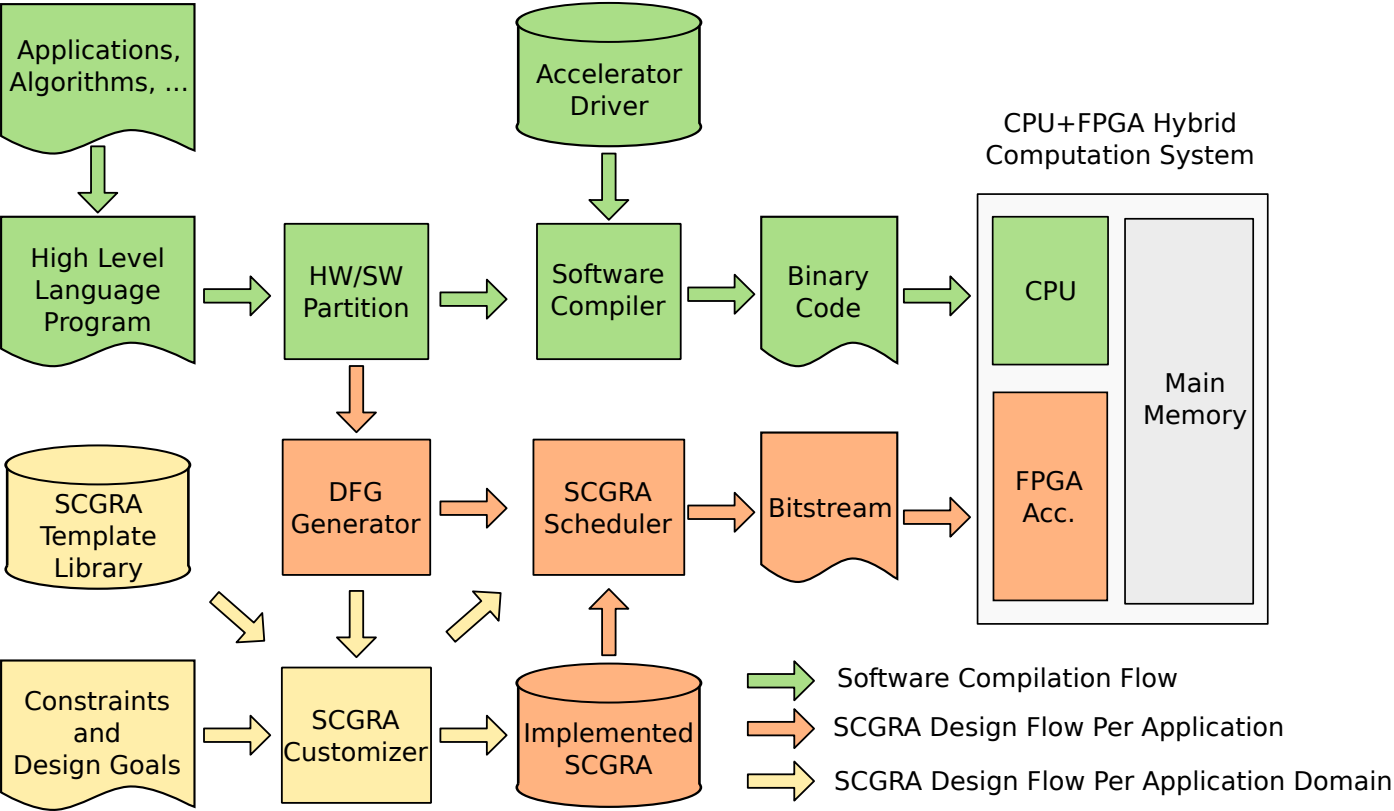 Applications,
Algorithms, ...
Accelerator
Driver
CPU+FPGA Hybrid
Computation System
High Level
Language
Program
HW/SW
Partition
Software
Compiler
Binary
Code
CPU
Main
Memory
SCGRA
Template
Library
DFG
Generator
SCGRA
Scheduler
Bitstream
FPGA
Acc.
Constraints
and
Design Goals
SCGRA
Customizer
Implemented
SCGRA
Software Compilation Flow
SCGRA Design Flow Per Application
SCGRA Design Flow Per Application Domain